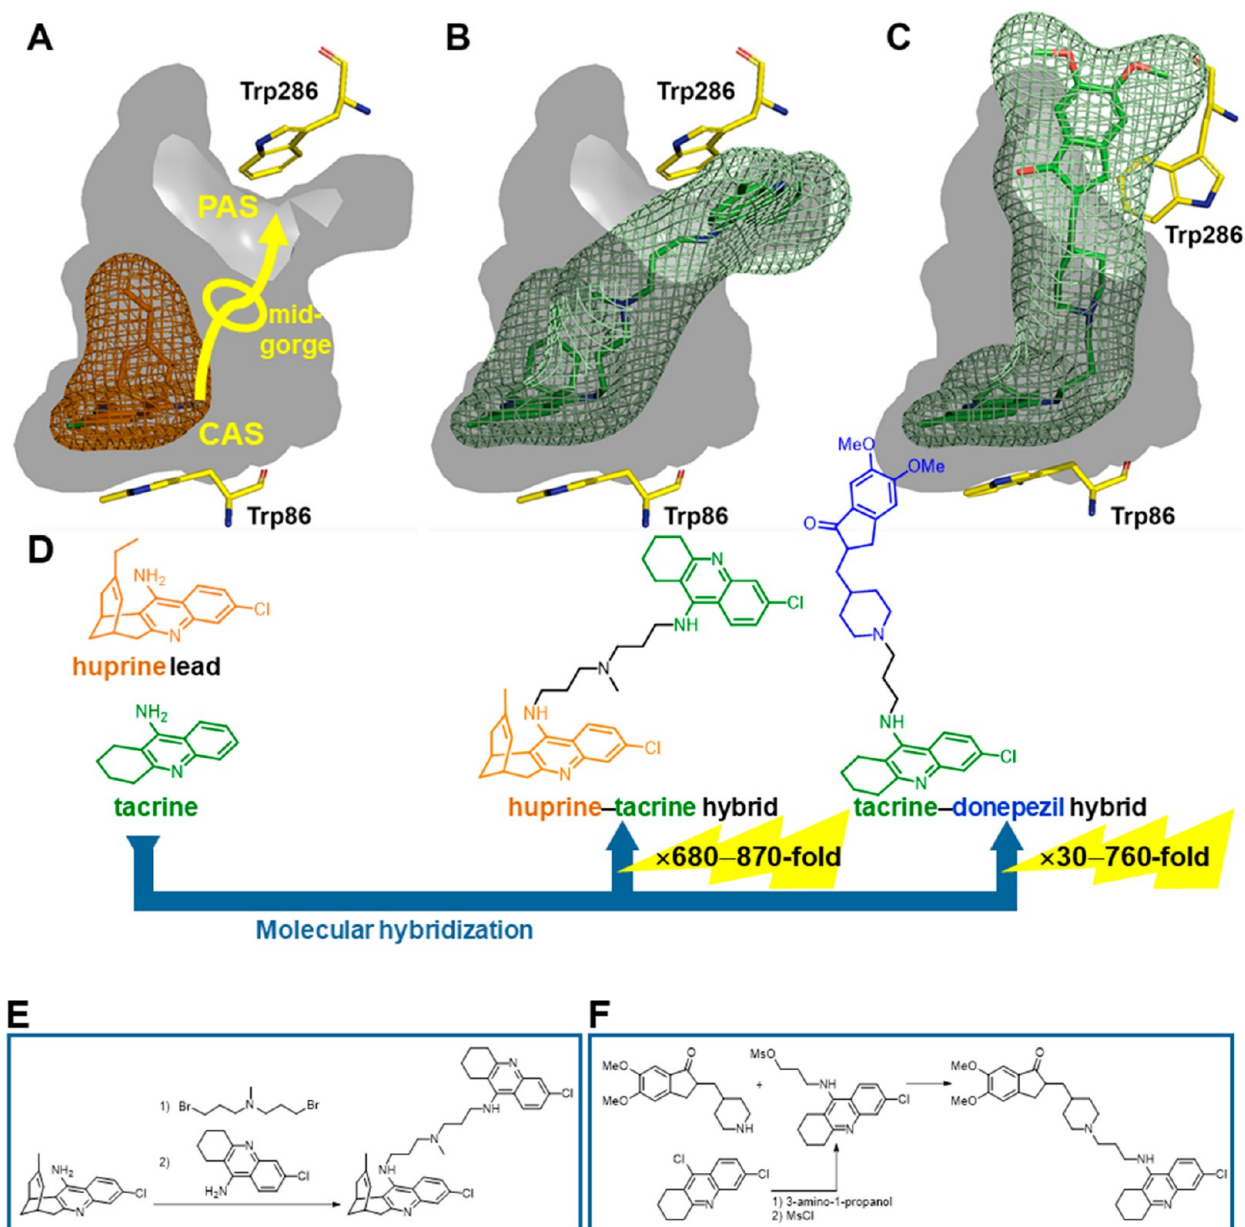 A
B
C
Trp286
Trp286
PAS
Trp286
mid-
gorge
CAS
Trp86
Trp86
Trp86
D
NH2
Cl
huprine lead
NH2
N
tacrine
N
Cl
NH
N
NH
Cl
N
huprine–tacrine hybrid
MeO
OMe
O
N
NH
Cl
N
tacrine–donepezil hybrid
×680–870-fold
×30–760-fold
Molecular hybridization
E
1) Br
N
Br
2)
N
Cl
H2N
NH2
Cl
N
N
Cl
NH
N
NH
Cl
N
F
O
MeO
MeO
NH
+
MsO
HN
Cl
N
Cl
Cl
N
1) 3-amino-1-propanol
2) MsCl
O
MeO
MeO
N
HN
Cl
N